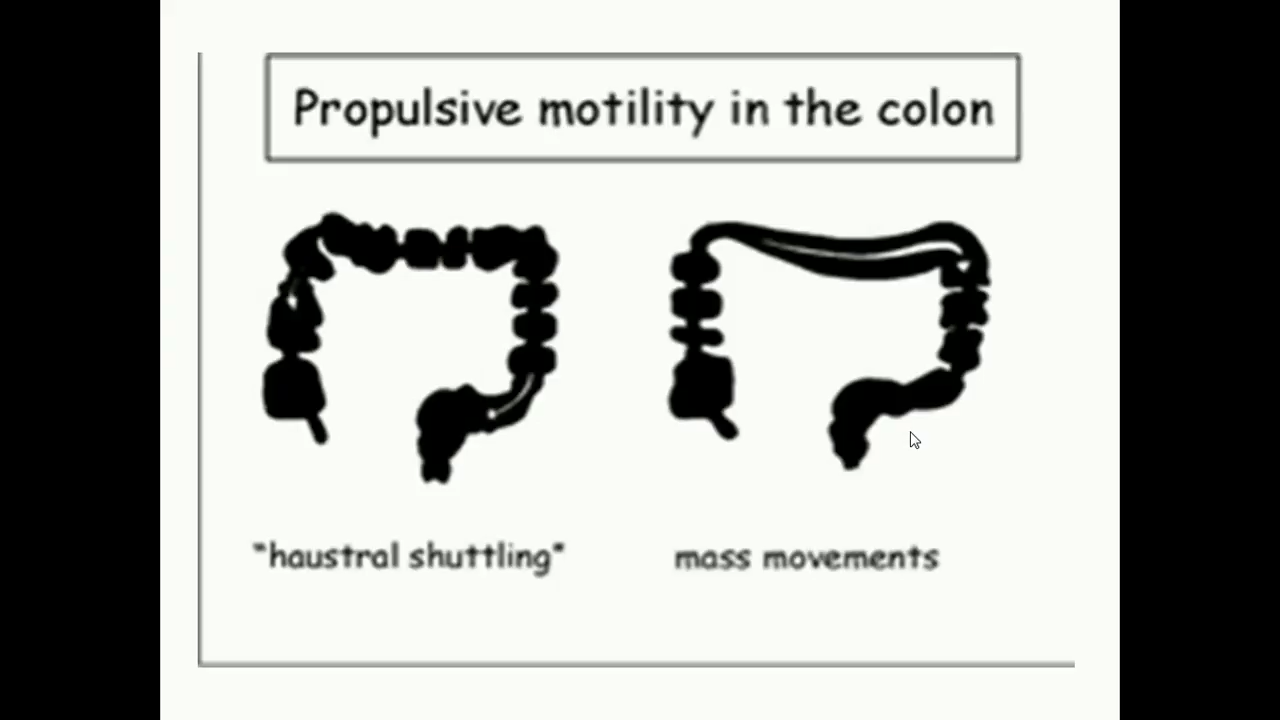 Propulsive motility in the colon
"haustral shuttling"
mass movements